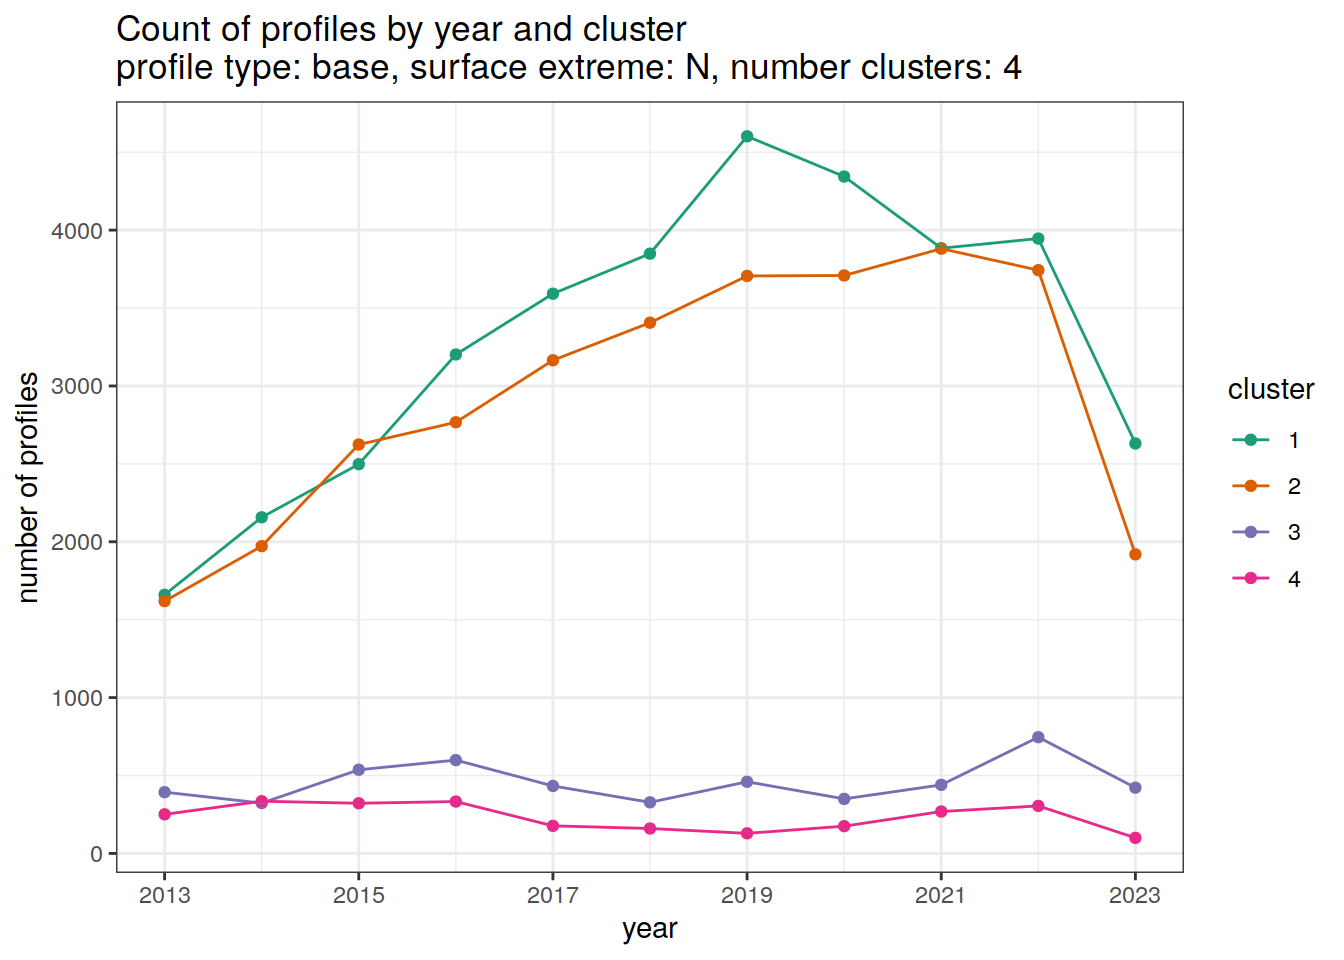 Count of profiles by year and cluster
profile type: base, surface extreme: N, number clusters: 4
4000
3000
2000
1000
0
number of profiles
2013 2015 2017 2019 2021 2023
year
cluster
1
2
3
4